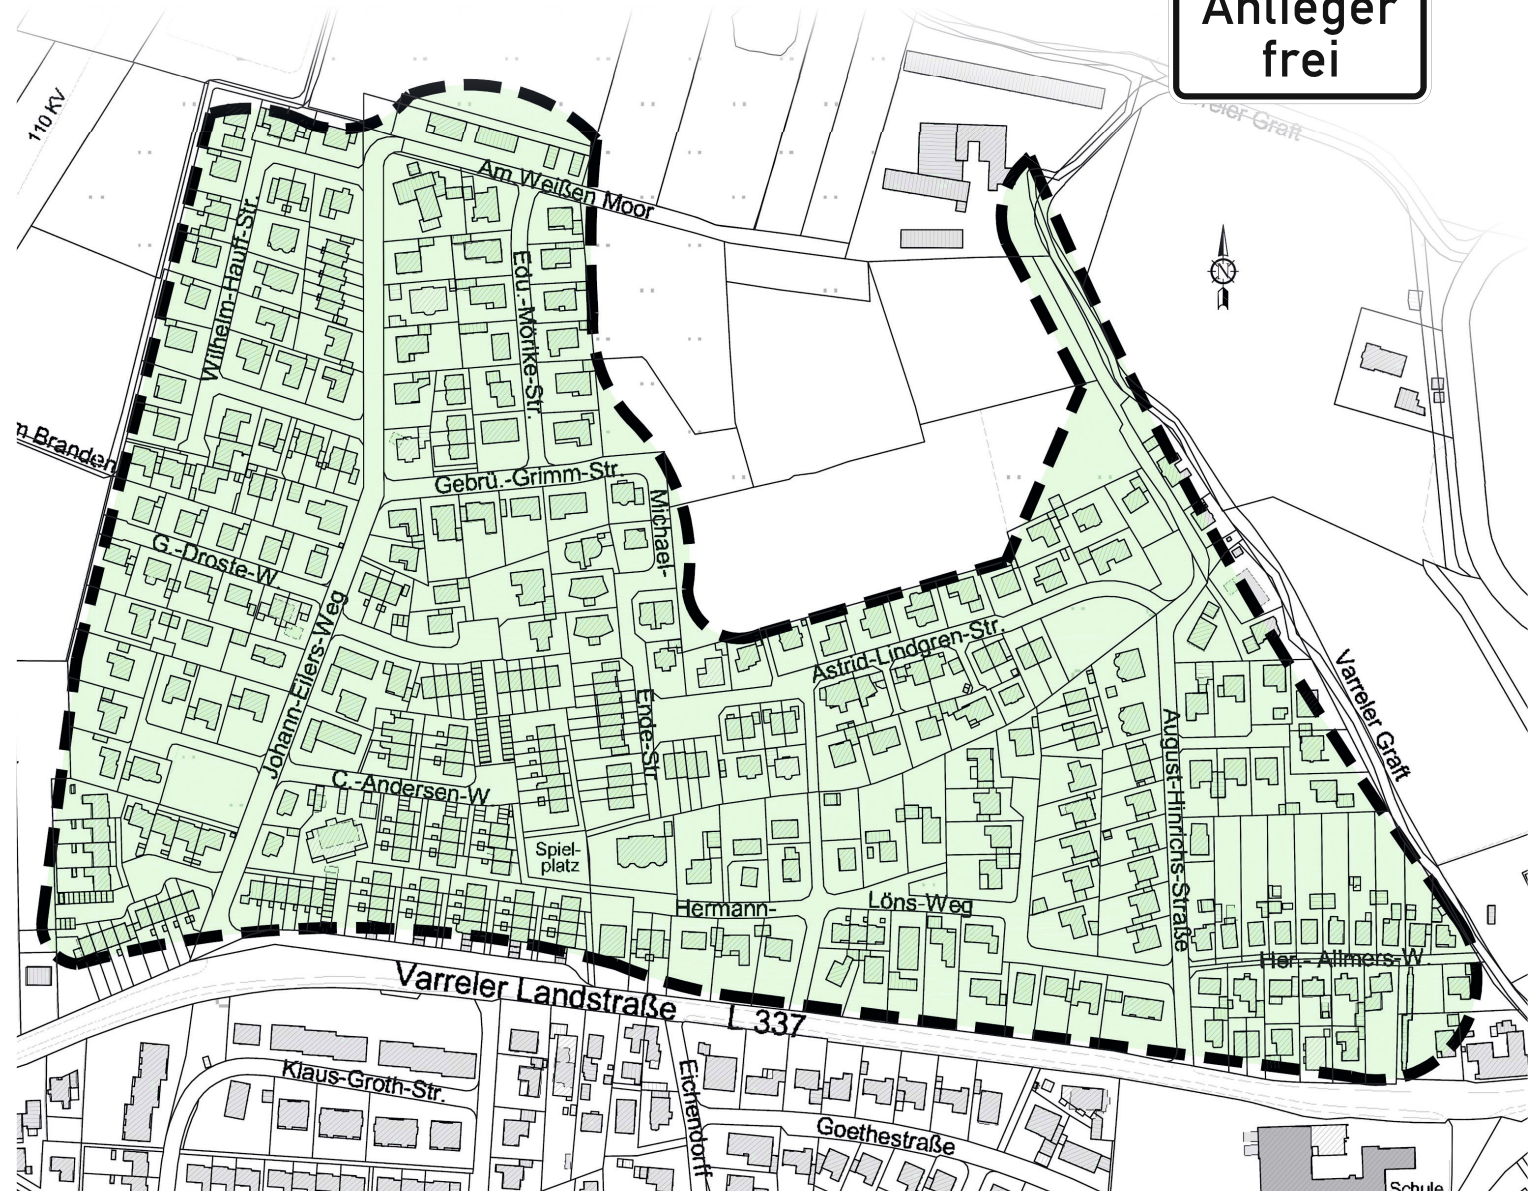 Anlieger
frei
110 KV
Varreler Graft
Am Weißen Moor
Wilhelm-Hauff-Str.
Edu.-Mörike-Str.
m Branden
Gebrü.-Grimm-Str.
Michael-
G.-Droste-W.
Johann-Eilers-Weg
Astrid-Lindgren-Str.
Varreler Graft
Ende-Str.
August-Hinrichs-Straße
C.-Andersen-W.
Spiel-
platz
Hermann-
Löns-Weg
Her.- Allmers-W.
Varreler Landstraße
L 337
Klaus-Groth-Str.
Eichendorff
Goethestraße
Schule
N